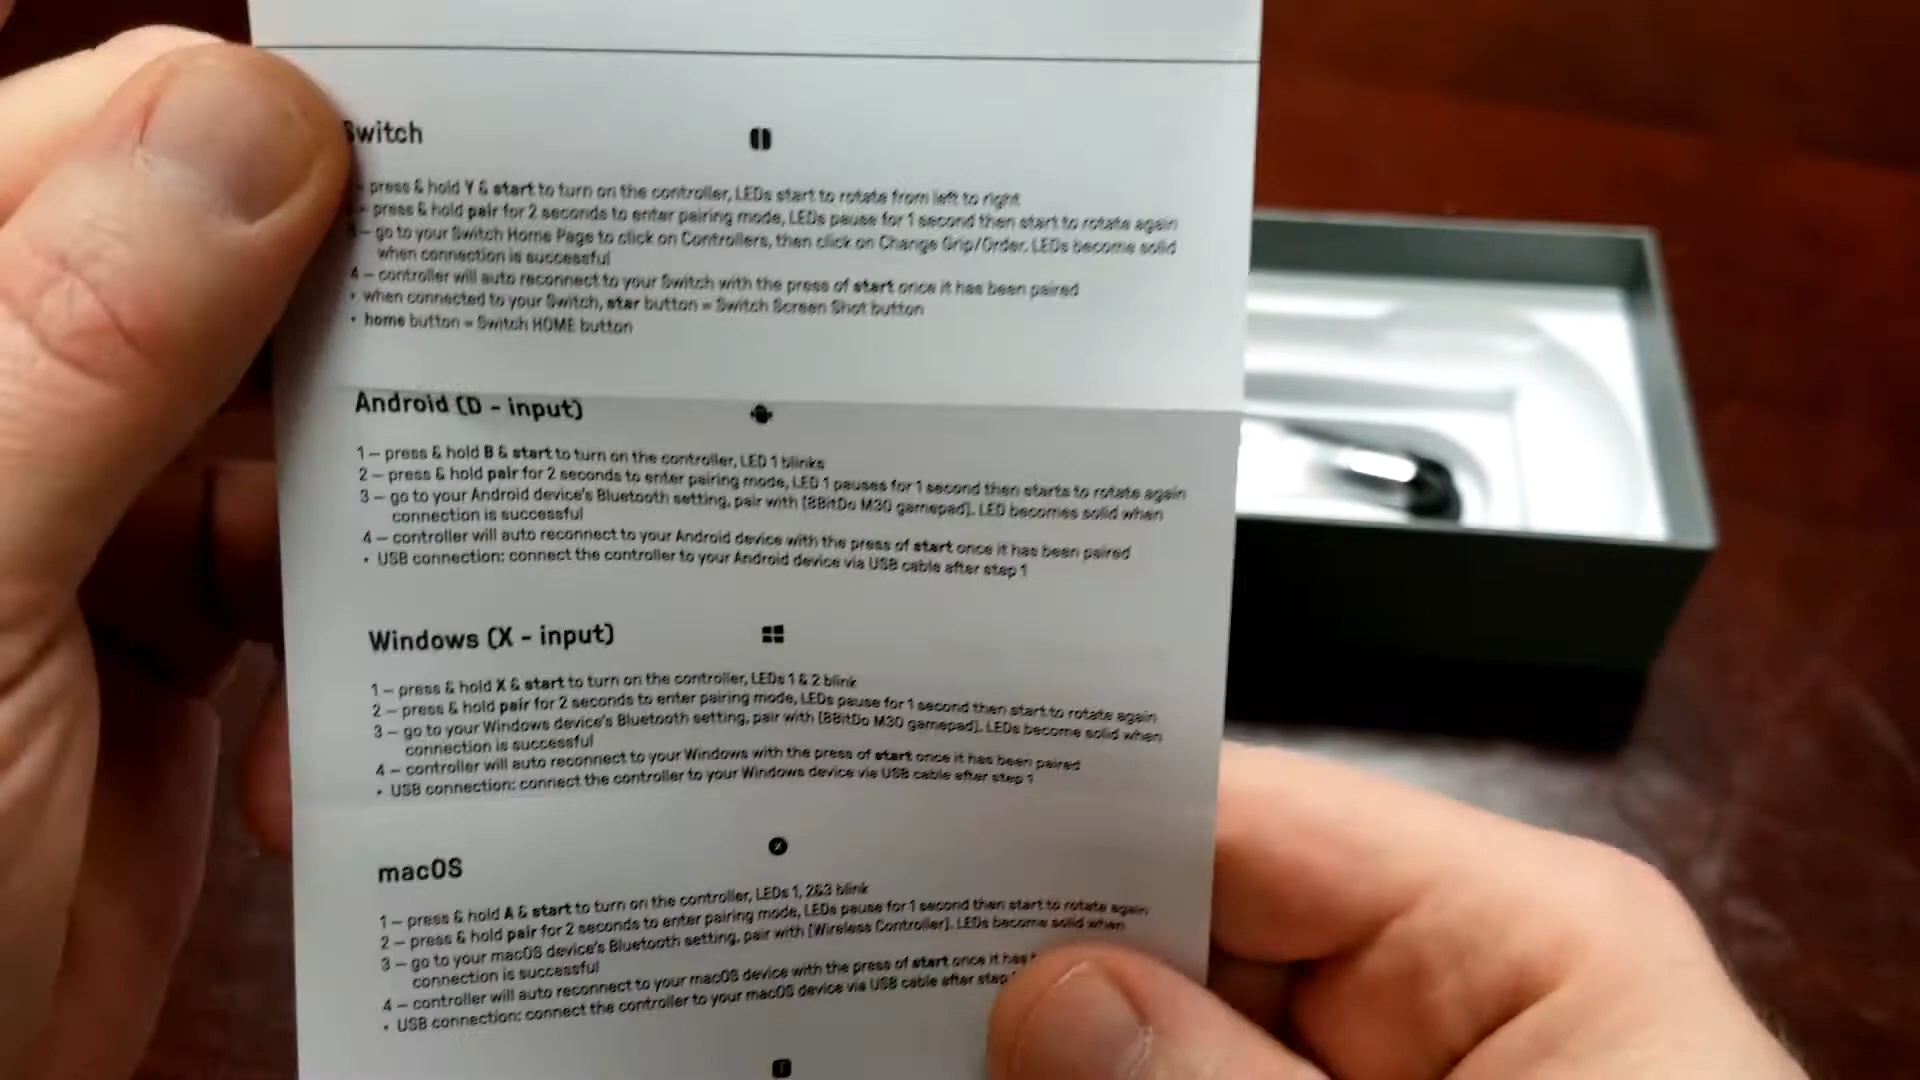 Switch
– press & hold Y & start to turn on the controller, LEDs start to rotate from left to right
– press & hold pair for 2 seconds to enter pairing mode, LEDs pause for 1 second then start to rotate again
– go to your Switch Home Page to click on Controllers, then click on Change Grip/Order. LEDs become solid
when connection is successful
4 – controller will auto reconnect to your Switch with the press of start once it has been paired
• when connected to your Switch, star button = Switch Screen Shot button
• home button = Switch HOME button
Android (D - input)
1 – press & hold B & start to turn on the controller, LED 1 blinks
2 – press & hold pair for 2 seconds to enter pairing mode, LED 1 pauses for 1 second then starts to rotate again
3 – go to your Android device's Bluetooth setting, pair with [8BitDo M30 gamepad]. LED becomes solid when
connection is successful
4 – controller will auto reconnect to your Android device with the press of start once it has been paired
• USB connection: connect the controller to your Android device via USB cable after step 1
Windows (X - input)
1 – press & hold X & start to turn on the controller, LEDs 1 & 2 blink
2 – press & hold pair for 2 seconds to enter pairing mode, LEDs pause for 1 second then start to rotate again
3 – go to your Windows device's Bluetooth setting, pair with [8BitDo M30 gamepad]. LEDs become solid when
connection is successful
4 – controller will auto reconnect to your Windows with the press of start once it has been paired
• USB connection: connect the controller to your Windows device via USB cable after step 1
macOS
1 – press & hold A & start to turn on the controller, LEDs 1, 2&3 blink
2 – press & hold pair for 2 seconds to enter pairing mode, LEDs pause for 1 second then start to rotate again
3 – go to your macOS device's Bluetooth setting, pair with [Wireless Controller]. LEDs become solid when
connection is successful
4 – controller will auto reconnect to your macOS device with the press of start once it has
• USB connection: connect the controller to your macOS device via USB cable after step